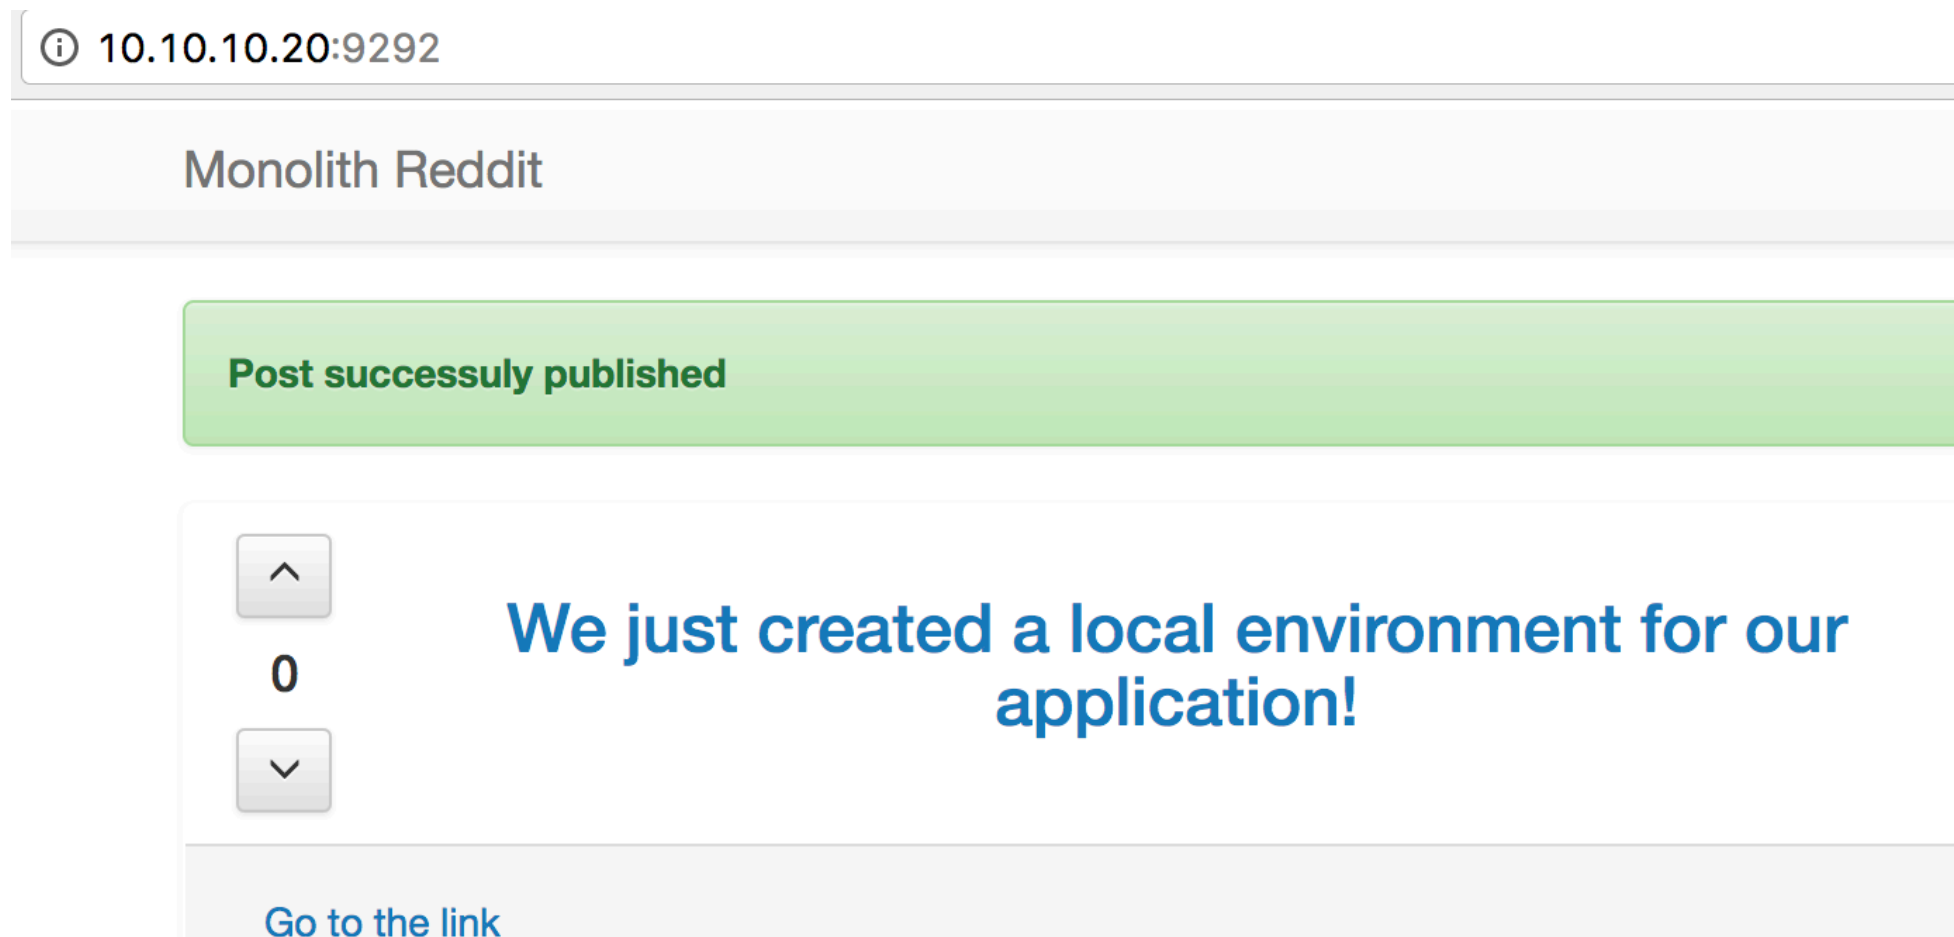 10.10.10.20:9292
Monolith Reddit
Post successuly published
We just created a local environment for our
application!
0
Go to the link